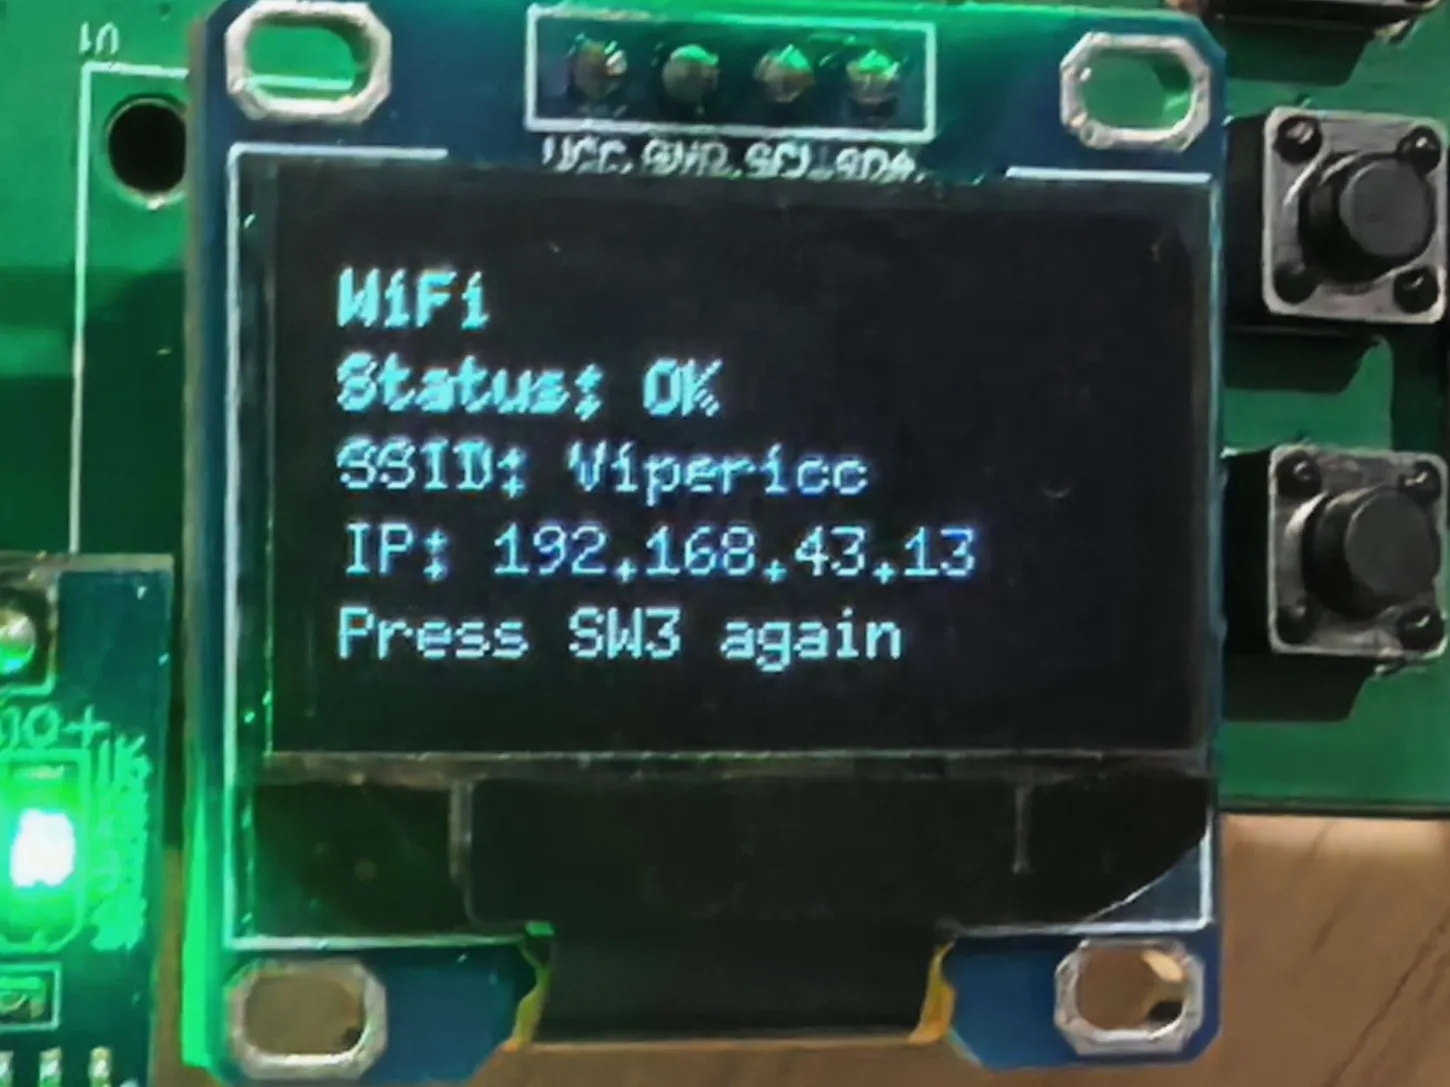 U1
VCC GND SCL SDA
WiFi
Status: OK
SSID: Vipericc
IP: 192.168.43.13
Press SW3 again